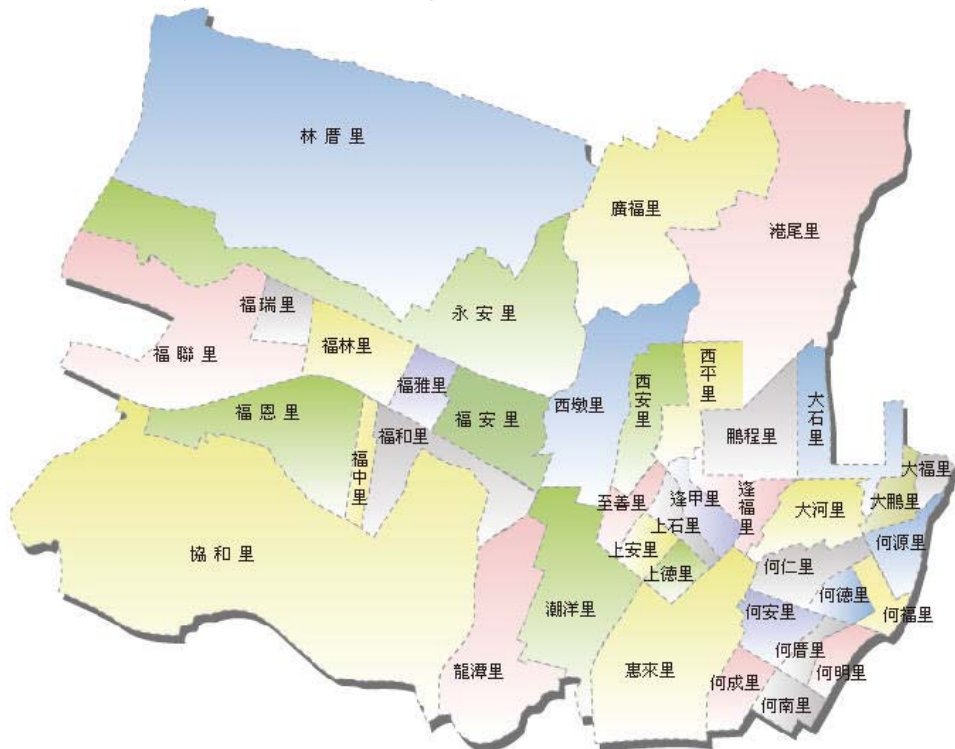 林厝里
廣福里
港尾里
福瑞里
永安里
福聯里
福林里
福雅里
西墩里
西安里
西平里
大石里
福恩里
福安里
福和里
鵬程里
福中里
大福里
至善里
逢甲里
逢福里
大河里
大鵬里
上石里
上安里
何源里
協和里
上德里
何仁里
何德里
潮洋里
何安里
何福里
何厝里
龍潭里
惠來里
何成里
何明里
何南里